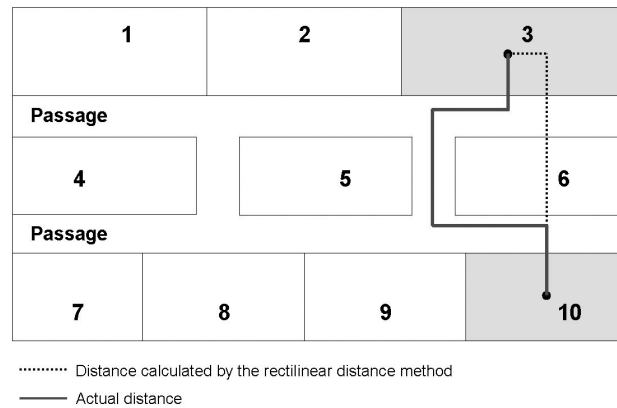 1 2 3
Passage
4 5 6
Passage
7 8 9 10
Distance calculated by the rectilinear distance method
Actual distance